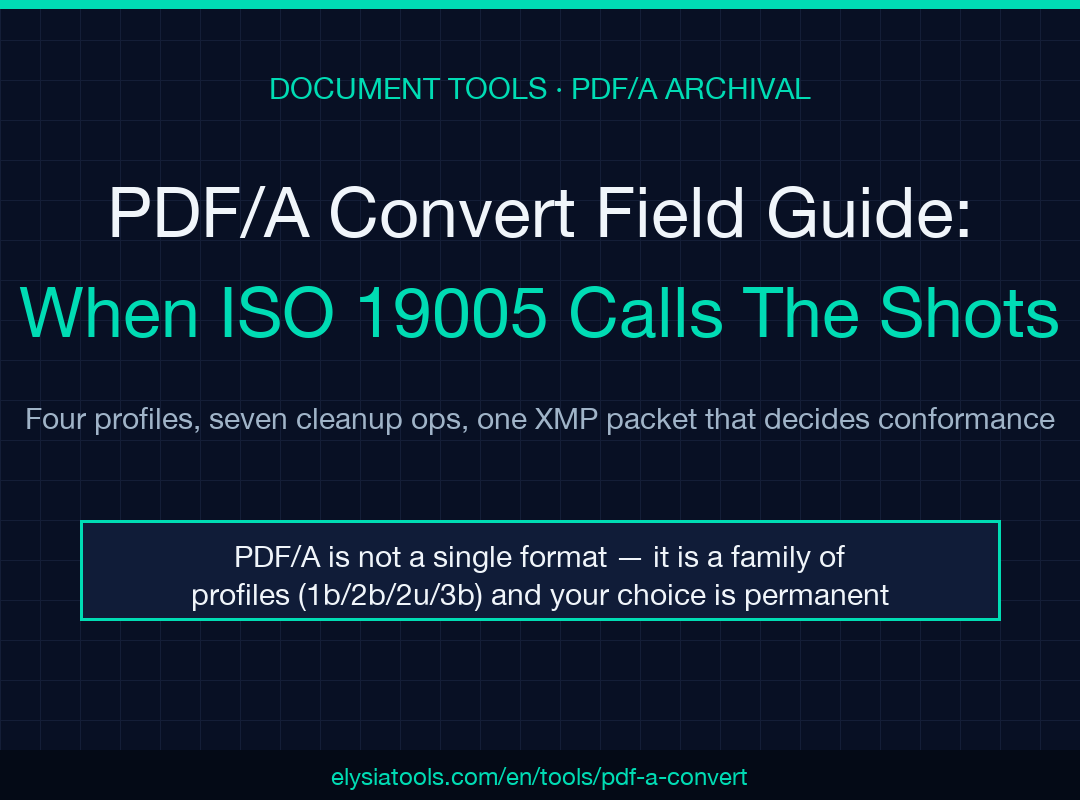 DOCUMENT TOOLS · PDF/A ARCHIVAL
PDF/A Convert Field Guide:
When ISO 19005 Calls The Shots
Four profiles, seven cleanup ops, one XMP packet that decides conformance
PDF/A is not a single format — it is a family of
profiles (1b/2b/2u/3b) and your choice is permanent
elysiatools.com/en/tools/pdf-a-convert